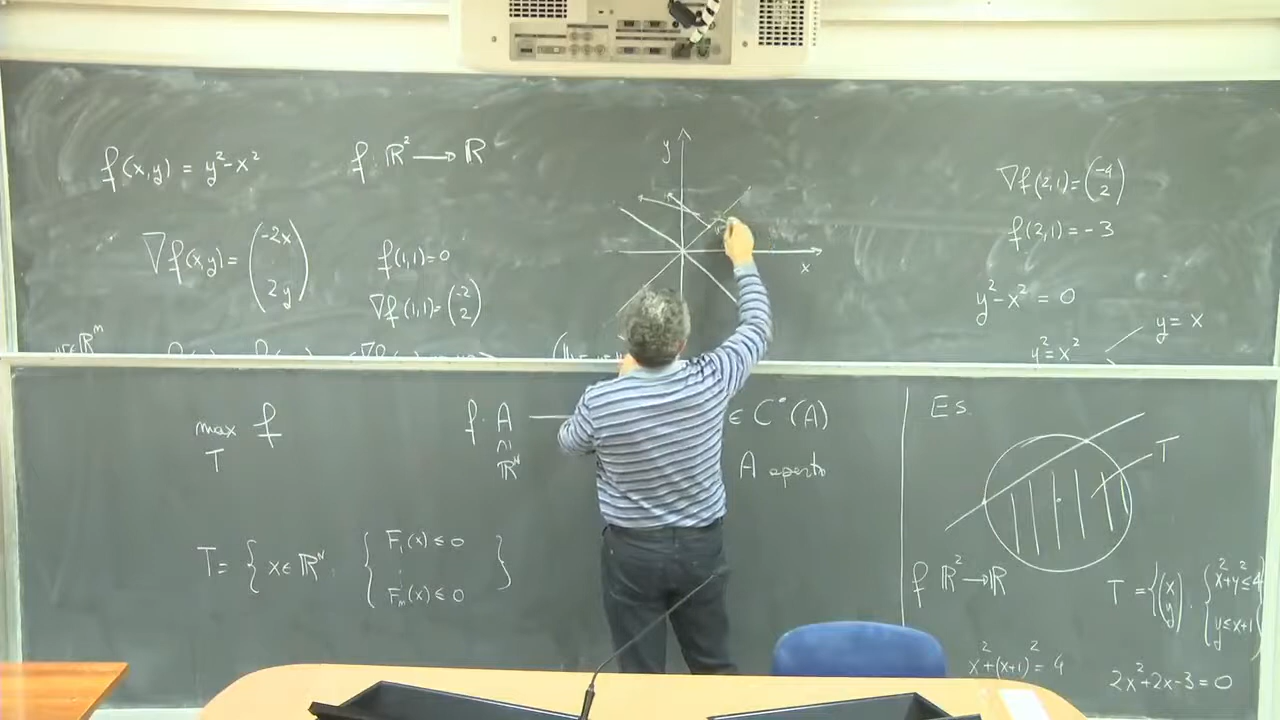 f(x,y) = y²-x²
f: ℝ² → ℝ
∇f(x,y) = (-2x 2y)
f(1,1)=0
∇f(1,1)=(-2 2)
y
x
∇f(2,1)=(-4 2)
f(2,1)=-3
y²-x² = 0
y²=x²
y=x
max f
T
f: A
∩
ℝᴺ
∈ C°(A)
A aperto
T = { x∈ℝᴺ : { F₁(x) ≤ 0
⋮
Fₘ(x) ≤ 0 }
Es.
T
f: ℝ² → ℝ
T = {(x y) : { x²+y² ≤ 4
y ≤ x+1 }
x²+(x+1)² = 4
2x²+2x-3=0